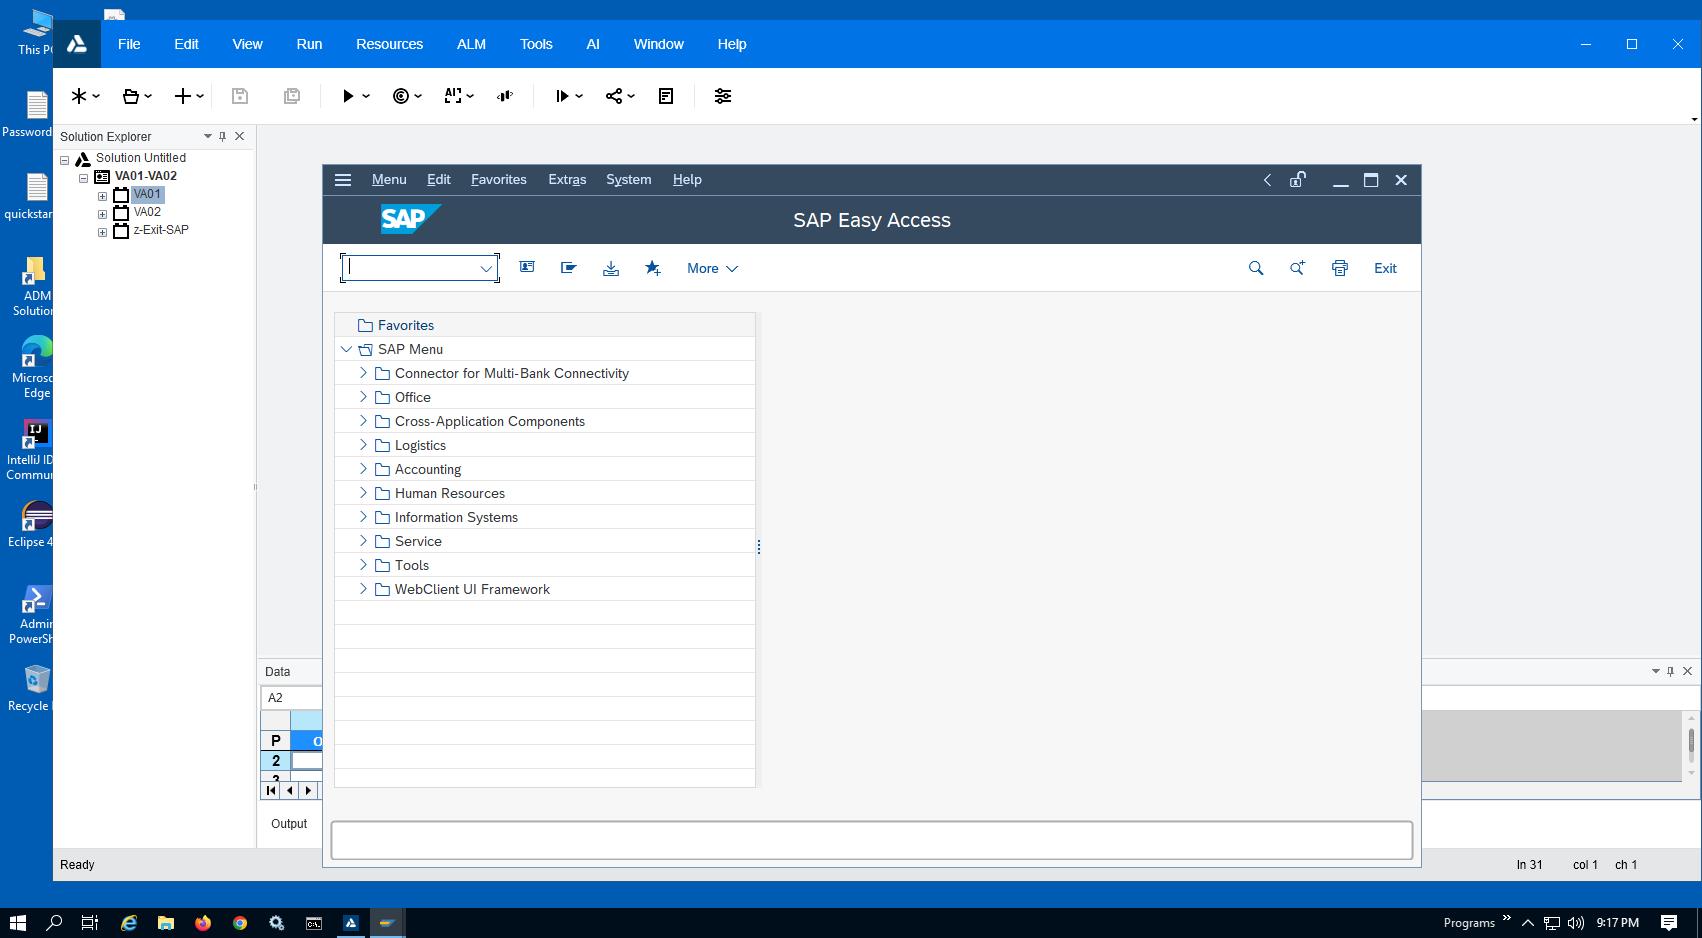 This PC
File Edit View Run Resources ALM Tools AI Window Help
Solution Explorer
Solution Untitled
VA01-VA02
VA01
VA02
z-Exit-SAP
Password
quickstar
ADM
Solution
Microso
Edge
IJ
IntelliJ ID
Commun
Eclipse 4
Admin
PowerSh
Recycle
Menu Edit Favorites Extras System Help
SAP SAP Easy Access
More Exit
Favorites
SAP Menu
Connector for Multi-Bank Connectivity
Office
Cross-Application Components
Logistics
Accounting
Human Resources
Information Systems
Service
Tools
WebClient UI Framework
Data
A2
P O
2
3
Output
Ready ln 31 col 1 ch 1
Programs 9:17 PM